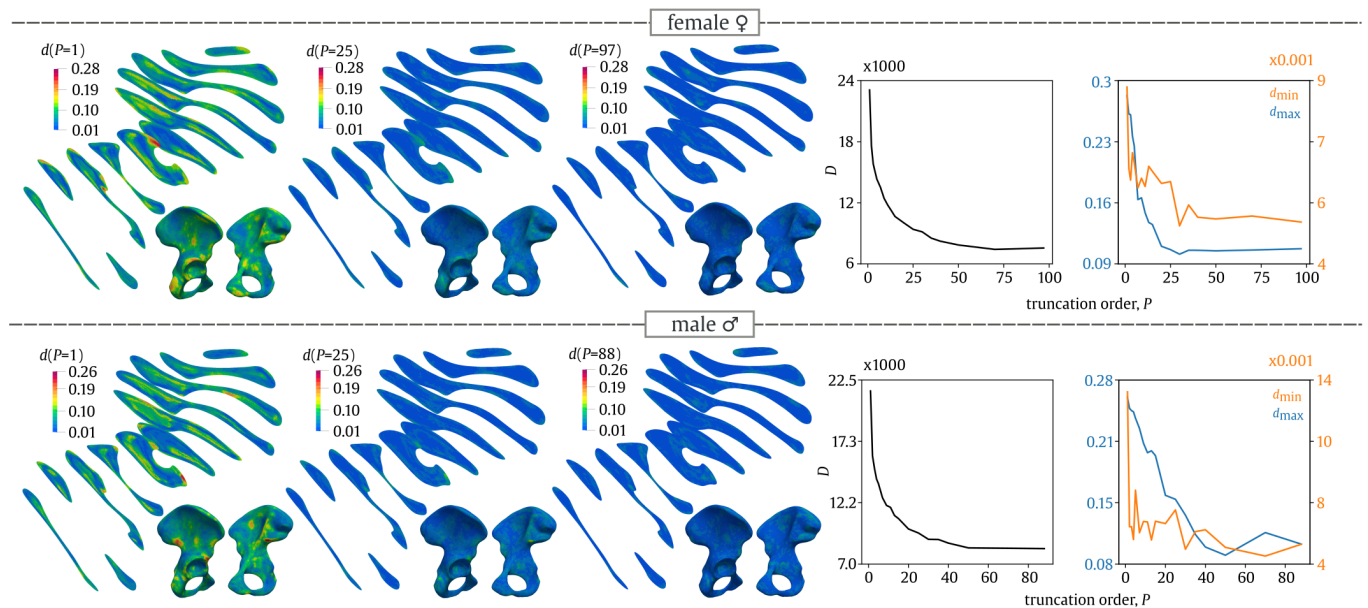 female ♀
d(P=1)
0.28
0.19
0.10
0.01
d(P=25)
0.28
0.19
0.10
0.01
d(P=97)
0.28
0.19
0.10
0.01
x1000
24
18
12
6
D
0 25 50 75 100
x0.001
0.3
0.23
0.16
0.09
9
7
6
4
dmin
dmax
0 25 50 75 100
truncation order, P
male ♂
d(P=1)
0.26
0.19
0.10
0.01
d(P=25)
0.26
0.19
0.10
0.01
d(P=88)
0.26
0.19
0.10
0.01
x1000
22.5
17.3
12.2
7.0
D
0 20 40 60 80
x0.001
0.28
0.21
0.15
0.08
14
10
8
4
dmin
dmax
0 20 40 60 80
truncation order, P